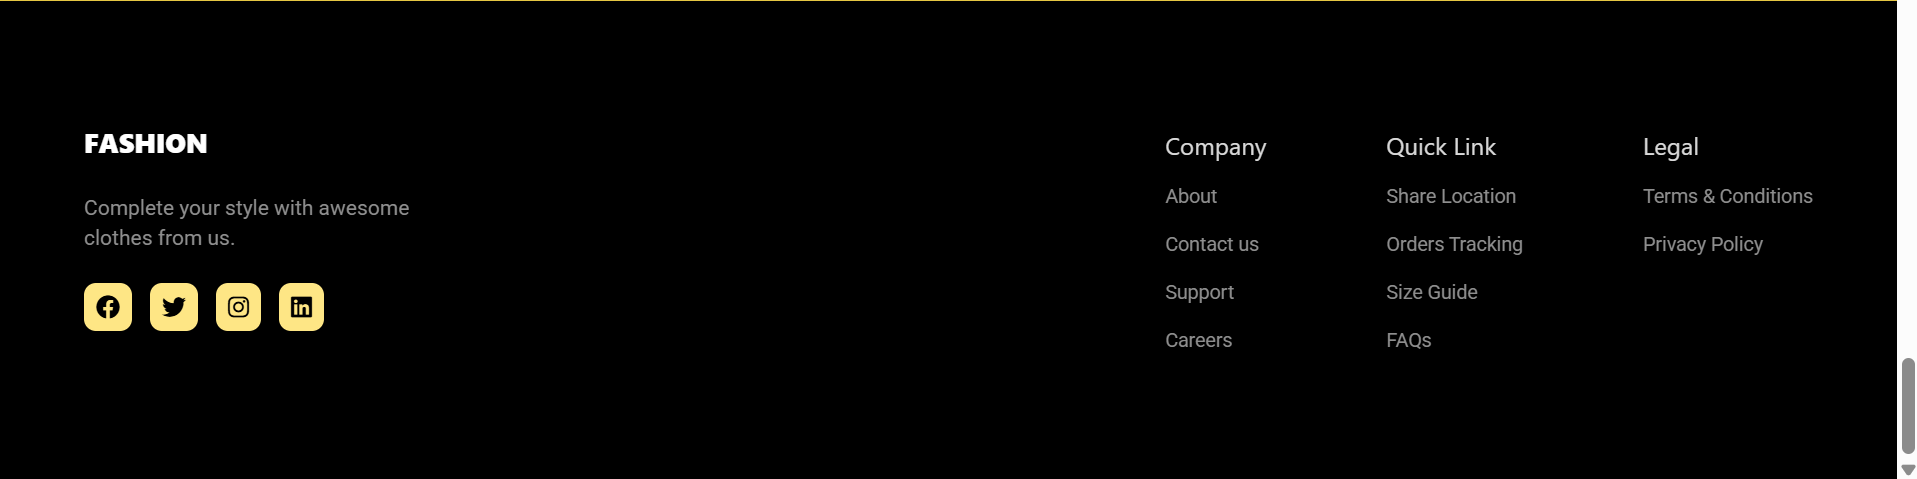 FASHION
Complete your style with awesome
clothes from us.
Company
About
Contact us
Support
Careers
Quick Link
Share Location
Orders Tracking
Size Guide
FAQs
Legal
Terms & Conditions
Privacy Policy